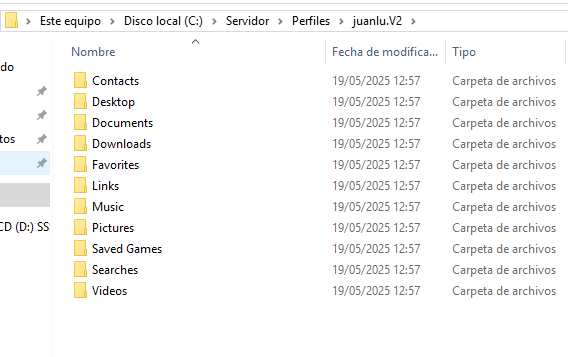 Este equipo > Disco local (C:) > Servidor > Perfiles > juanlu.V2 >
Nombre Fecha de modifica... Tipo
do
Contacts 19/05/2025 12:57 Carpeta de archivos
Desktop 19/05/2025 12:57 Carpeta de archivos
Documents 19/05/2025 12:57 Carpeta de archivos
tos
Downloads 19/05/2025 12:57 Carpeta de archivos
Favorites 19/05/2025 12:57 Carpeta de archivos
Links 19/05/2025 12:57 Carpeta de archivos
Music 19/05/2025 12:57 Carpeta de archivos
CD (D:) SS
Pictures 19/05/2025 12:57 Carpeta de archivos
Saved Games 19/05/2025 12:57 Carpeta de archivos
Searches 19/05/2025 12:57 Carpeta de archivos
Videos 19/05/2025 12:57 Carpeta de archivos